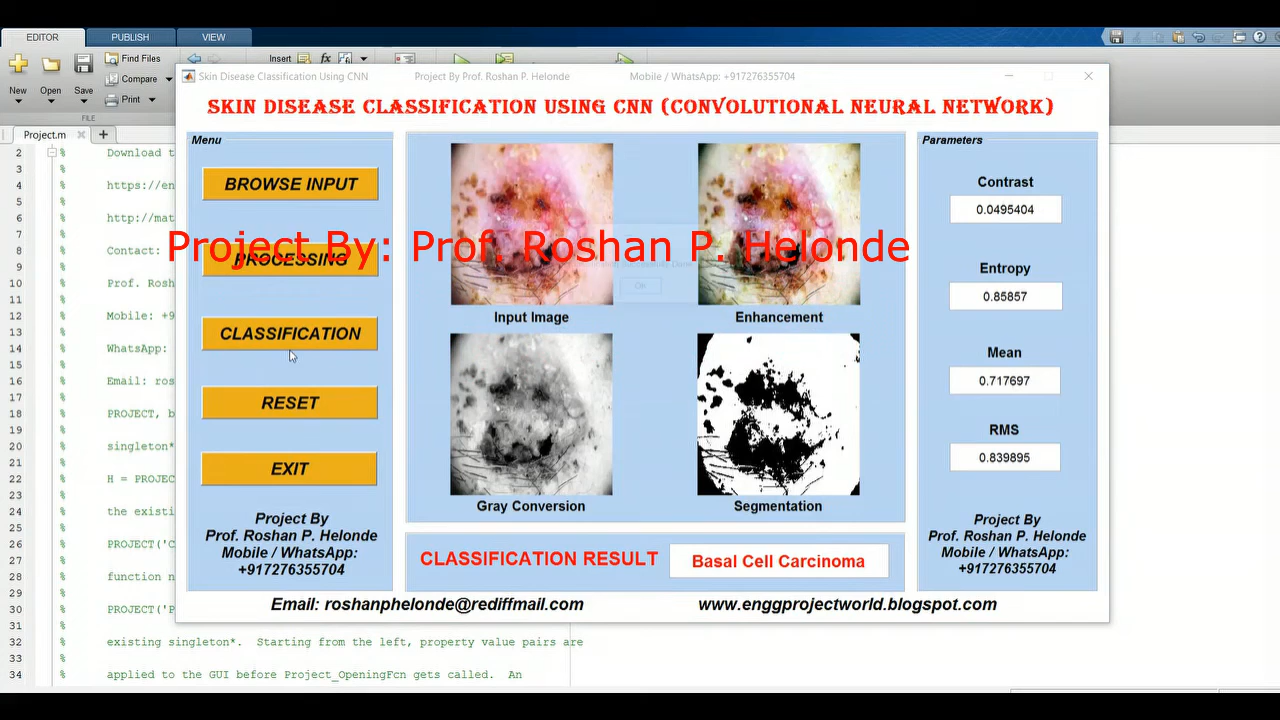 EDITOR
PUBLISH
VIEW
Find Files
Insert
fx
New
Open
Save
Compare
Print
FILE
Project.m
Skin Disease Classification Using CNN
Project By Prof. Roshan P. Helonde
Mobile / WhatsApp: +917276355704
SKIN DISEASE CLASSIFICATION USING CNN (CONVOLUTIONAL NEURAL NETWORK)
Menu
BROWSE INPUT
PROCESSING
CLASSIFICATION
RESET
EXIT
Project By
Prof. Roshan P. Helonde
Mobile / WhatsApp:
+917276355704
Project By: Prof. Roshan P. Helonde
Input Image
Enhancement
OK
Gray Conversion
Segmentation
CLASSIFICATION RESULT
Basal Cell Carcinoma
Parameters
Contrast
0.0495404
Entropy
0.85857
Mean
0.717697
RMS
0.839895
Project By
Prof. Roshan P. Helonde
Mobile / WhatsApp:
+917276355704
Email: roshanphelonde@rediffmail.com
www.enggprojectworld.blogspot.com
2 % Download t
3 %
4 % https://en
5 %
6 % http://mat
7 %
8 % Contact:
9 %
10 % Prof. Rosh
11 %
12 % Mobile: +9
13 %
14 % WhatsApp:
15 %
16 % Email: ros
17 %
18 % PROJECT, b
19 %
20 % singleton*
21 %
22 % H = PROJEC
23 %
24 % the existi
25 %
26 % PROJECT('C
27 %
28 % function n
29 %
30 % PROJECT('P
31 %
32 % existing singleton*. Starting from the left, property value pairs are
33 %
34 % applied to the GUI before Project_OpeningFcn gets called. An